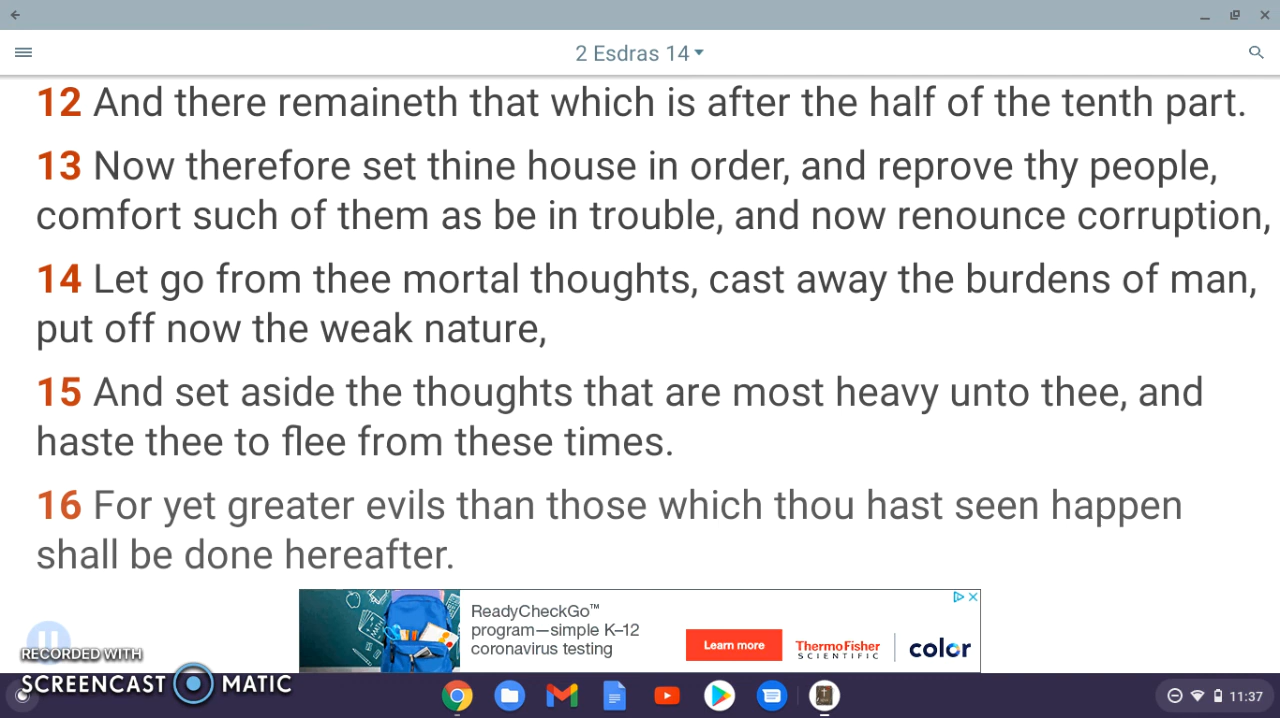 2 Esdras 14
12 And there remaineth that which is after the half of the tenth part.
13 Now therefore set thine house in order, and reprove thy people,
comfort such of them as be in trouble, and now renounce corruption,
14 Let go from thee mortal thoughts, cast away the burdens of man,
put off now the weak nature,
15 And set aside the thoughts that are most heavy unto thee, and
haste thee to flee from these times.
16 For yet greater evils than those which thou hast seen happen
shall be done hereafter.
ReadyCheckGo™
program—simple K–12
coronavirus testing
Learn more
ThermoFisher
SCIENTIFIC
color
RECORDED WITH
SCREENCAST MATIC
11:37